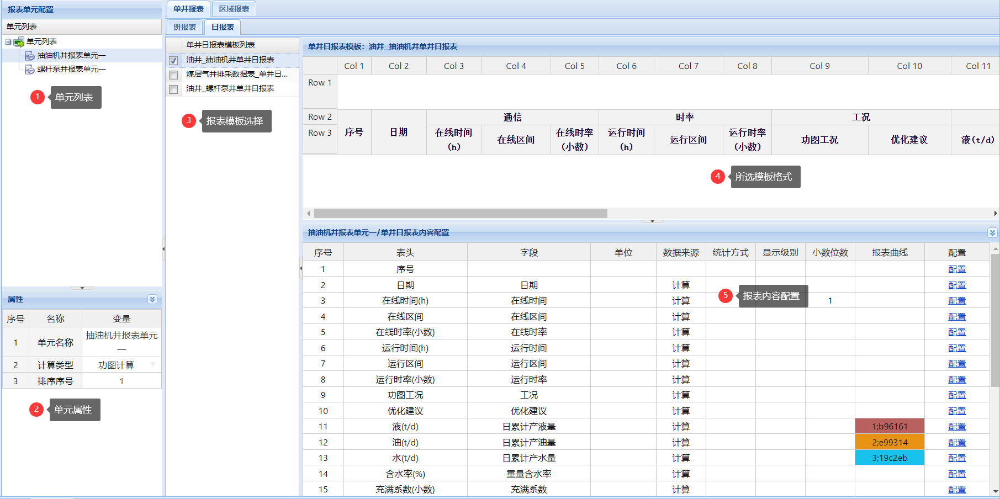 报表单元配置
单元列表
单元列表
抽油机井报表单元一
螺杆泵井报表单元一
1 单元列表
属性
序号 名称 变量
1 单元名称 抽油机井报表单元一
2 计算类型 功图计算
3 排序序号 1
2 单元属性
单井报表 区域报表
班报表 日报表
单井日报表模板列表
油井_抽油机井单井日报表
煤层气井排采数据表_单井日...
油井_螺杆泵井单井日报表
3 报表模板选择
单井日报表模板：油井_抽油机井单井日报表
Col 1 Col 2 Col 3 Col 4 Col 5 Col 6 Col 7 Col 8 Col 9 Col 10 Col 11
Row 1
Row 2 通信 时率 工况
Row 3 序号 日期 在线时间(h) 在线区间 在线时率(小数) 运行时间(h) 运行区间 运行时率(小数) 功图工况 优化建议 液(t/d)
4 所选模板格式
抽油机井报表单元一/单井日报表内容配置
序号 表头 字段 单位 数据来源 统计方式 显示级别 小数位数 报表曲线 配置
1 序号 配置
2 日期 日期 计算 配置
3 在线时间(h) 在线时间 计算 1 配置
5 报表内容配置
4 在线区间 在线区间 计算 配置
5 在线时率(小数) 在线时率 计算 配置
6 运行时间(h) 运行时间 计算 配置
7 运行区间 运行区间 计算 配置
8 运行时率(小数) 运行时率 计算 配置
9 功图工况 工况 计算 配置
10 优化建议 优化建议 计算 配置
11 液(t/d) 日累计产液量 计算 1;b96161 配置
12 油(t/d) 日累计产油量 计算 2;e99314 配置
13 水(t/d) 日累计产水量 计算 3;19c2eb 配置
14 含水率(%) 重量含水率 计算 配置
15 充满系数(小数) 充满系数 计算 配置